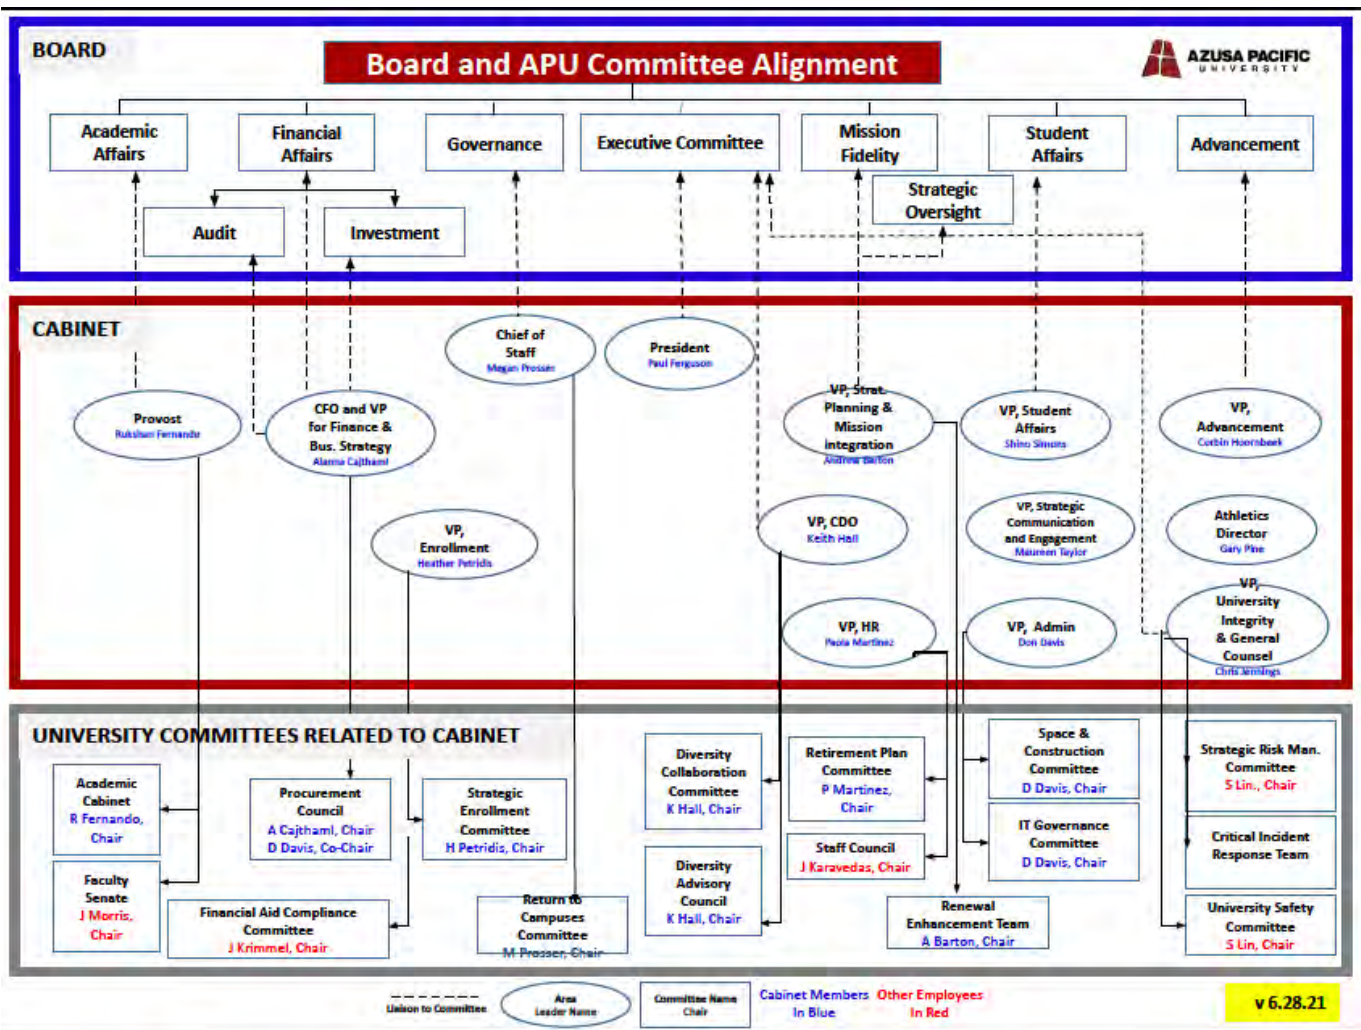 BOARD
Board and APU Committee Alignment
AZUSA PACIFIC
UNIVERSITY
Academic
Affairs
Financial
Affairs
Governance
Executive Committee
Mission
Fidelity
Student
Affairs
Advancement
Strategic
Oversight
Audit
Investment
CABINET
Chief of
Staff
Megan Prosser
President
Paul Ferguson
Provost
Rukshan Fernando
CFO and VP
for Finance &
Bus. Strategy
Alanna Cajthaml
VP, Strat.
Planning &
Mission
Integration
Andrew Barton
VP, Student
Affairs
Shino Simons
VP,
Advancement
Corbin Hoornbeek
VP,
Enrollment
Heather Petridis
VP, CDO
Keith Hall
VP, Strategic
Communication
and Engagement
Maureen Taylor
Athletics
Director
Gary Pine
VP, HR
Paola Martinez
VP, Admin
Don Davis
VP,
University
Integrity
& General
Counsel
Chris Jennings
UNIVERSITY COMMITTEES RELATED TO CABINET
Academic
Cabinet
R Fernando,
Chair
Procurement
Council
A Cajthaml, Chair
D Davis, Co-Chair
Strategic
Enrollment
Committee
H Petridis, Chair
Diversity
Collaboration
Committee
K Hall, Chair
Retirement Plan
Committee
P Martinez,
Chair
Space &
Construction
Committee
D Davis, Chair
Strategic Risk Man.
Committee
S Lin., Chair
IT Governance
Committee
D Davis, Chair
Critical Incident
Response Team
Staff Council
J Karavedas, Chair
Faculty
Senate
J Morris,
Chair
Financial Aid Compliance
Committee
J Krimmel, Chair
Return to
Campuses
Committee
M Prosser, Chair
Diversity
Advisory
Council
K Hall, Chair
Renewal
Enhancement Team
A Barton, Chair
University Safety
Committee
S Lin, Chair
Liaison to Committee
Area
Leader Name
Committee Name
Chair
Cabinet Members
In Blue
Other Employees
In Red
v 6.28.21